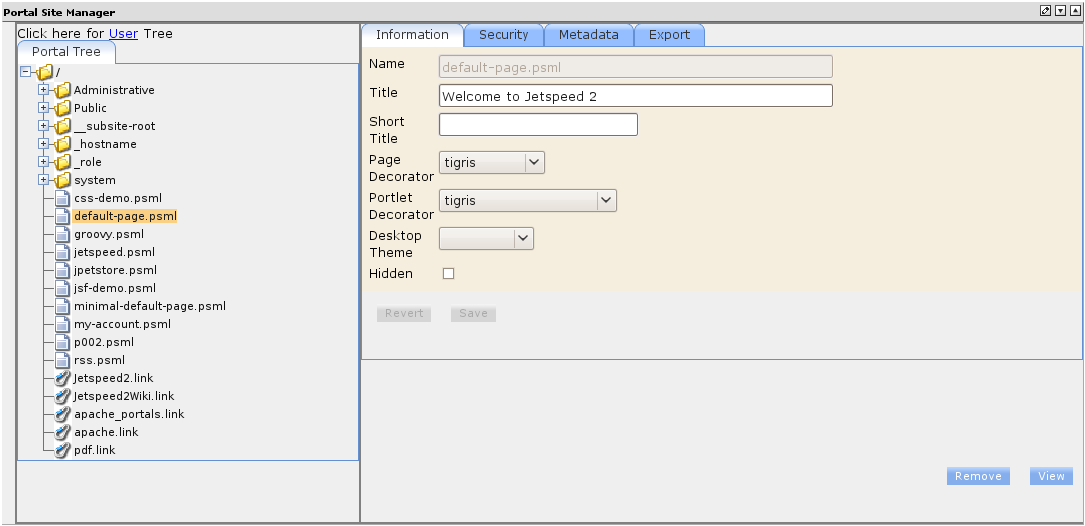 Portal Site Manager
Click here for User Tree
Portal Tree
/
Administrative
Public
__subsite-root
_hostname
_role
system
css-demo.psml
default-page.psml
groovy.psml
jetspeed.psml
jpetstore.psml
jsf-demo.psml
minimal-default-page.psml
my-account.psml
p002.psml
rss.psml
Jetspeed2.link
Jetspeed2Wiki.link
apache_portals.link
apache.link
pdf.link
Information Security Metadata Export
Name default-page.psml
Title Welcome to Jetspeed 2
Short
Title
Page
Decorator tigris
Portlet
Decorator tigris
Desktop
Theme
Hidden
Revert Save
Remove View